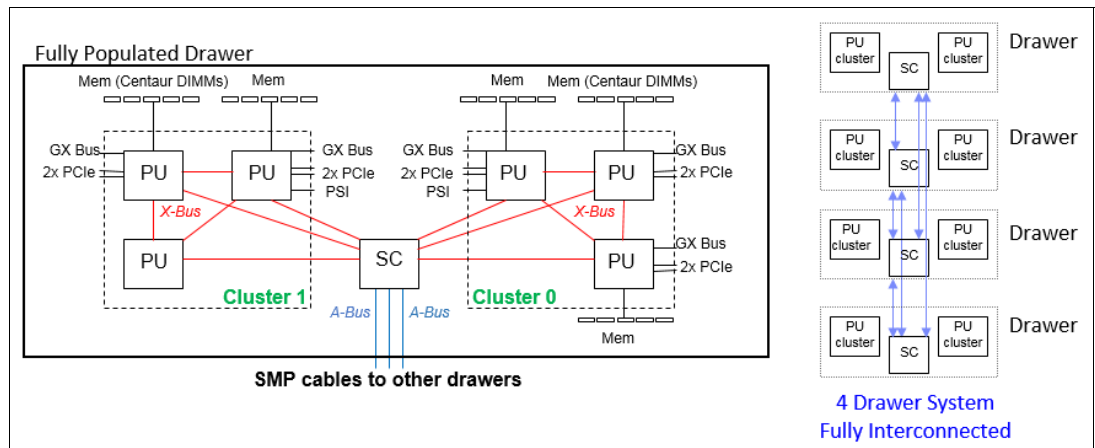 Fully Populated Drawer
Mem (Centaur DIMMs)
Mem
Mem
Mem (Centaur DIMMs)
GX Bus
2x PCIe
PU
PU
GX Bus
2x PCIe
PSI
GX Bus
2x PCIe
PSI
PU
PU
GX Bus
2x PCIe
X-Bus
X-Bus
PU
SC
PU
GX Bus
2x PCIe
Cluster 1
Cluster 0
A-Bus
A-Bus
Mem
SMP cables to other drawers
PU
cluster
SC
PU
cluster
Drawer
PU
cluster
SC
PU
cluster
Drawer
PU
cluster
SC
PU
cluster
Drawer
PU
cluster
SC
PU
cluster
Drawer
4 Drawer System
Fully Interconnected